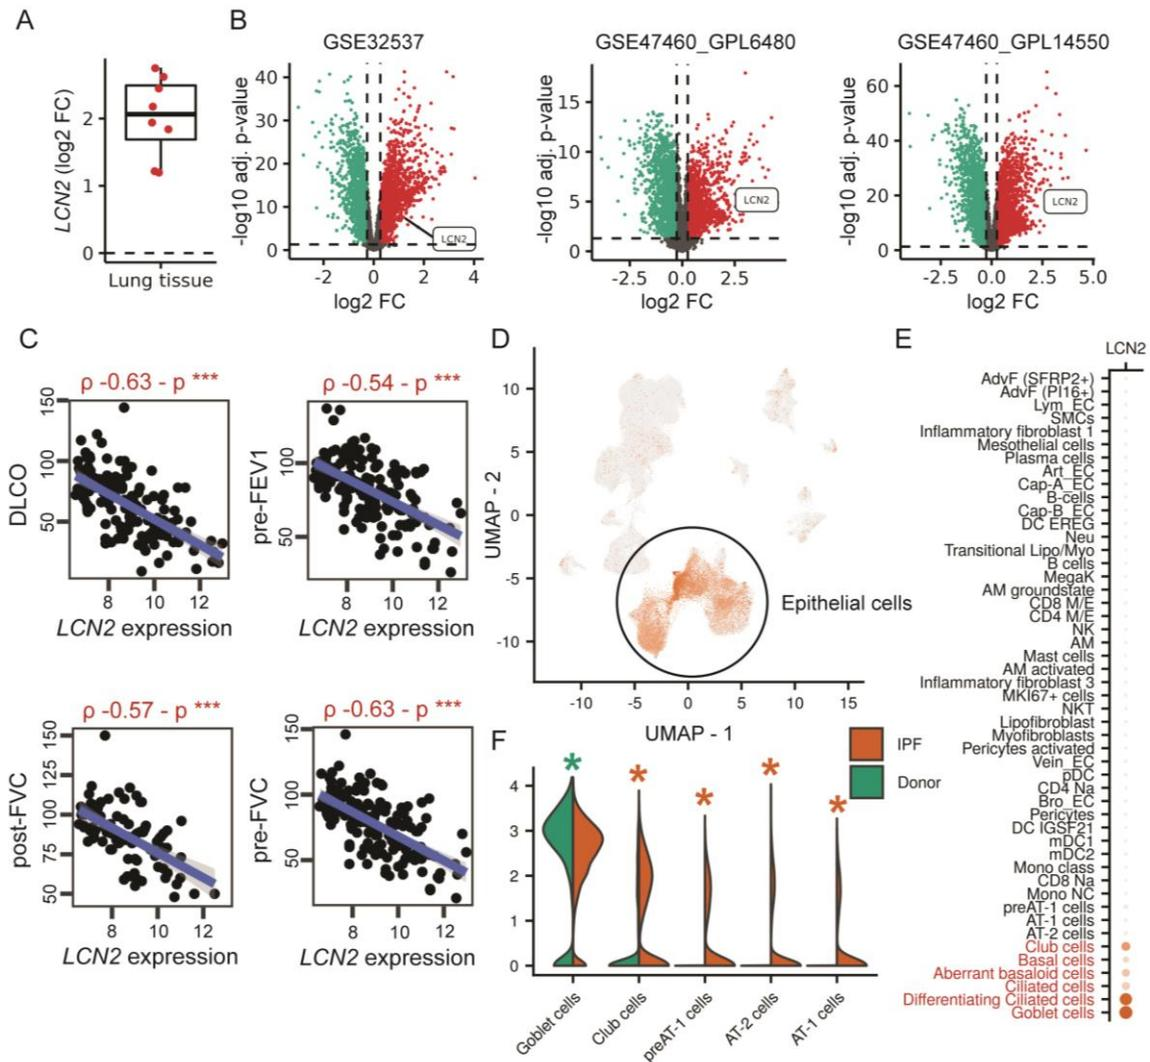 A
B
LCN2 (log2 FC)
2
1
0
Lung tissue
GSE32537
-log10 adj. p-value
40
30
20
10
0
LCN2
-2
0
2
4
log2 FC
GSE47460_GPL6480
-log10 adj. p-value
15
10
5
0
LCN2
-2.5
0.0
2.5
log2 FC
GSE47460_GPL14550
-log10 adj. p-value
60
40
20
0
LCN2
-2.5
0.0
2.5
5.0
log2 FC
C
ρ -0.63 - p ***
DLCO
150
100
50
8
10
12
LCN2 expression
ρ -0.54 - p ***
pre-FEV1
100
50
8
10
12
LCN2 expression
ρ -0.57 - p ***
post-FVC
150
125
100
75
50
8
10
12
LCN2 expression
ρ -0.63 - p ***
pre-FVC
150
100
50
8
10
12
LCN2 expression
D
UMAP - 2
10
5
0
-5
-10
Epithelial cells
-10
-5
0
5
10
15
UMAP - 1
E
LCN2
AdvF (SFRP2+)
AdvF (PI16+)
Lym_EC
SMCs
Inflammatory fibroblast 1
Mesothelial cells
Plasma cells
Art_EC
Cap-A_EC
B-cells
Cap-B_EC
DC EREG
Neu
Transitional Lipo/Myo
B cells
MegaK
AM groundstate
CD8 M/E
CD4 M/E
NK
AM
Mast cells
AM activated
Inflammatory fibroblast 3
MKI67+ cells
NKT
Lipofibroblast
Myofibroblasts
Pericytes activated
Vein_EC
pDC
CD4 Na
Bro_EC
Pericytes
DC IGSF21
mDC1
mDC2
Mono class
CD8 Na
Mono NC
preAT-1 cells
AT-1 cells
AT-2 cells
Club cells
Basal cells
Aberrant basaloid cells
Ciliated cells
Differentiating Ciliated cells
Goblet cells
F
IPF
Donor
*
*
*
*
*
4
3
2
1
0
Goblet cells
Club cells
preAT-1 cells
AT-2 cells
AT-1 cells